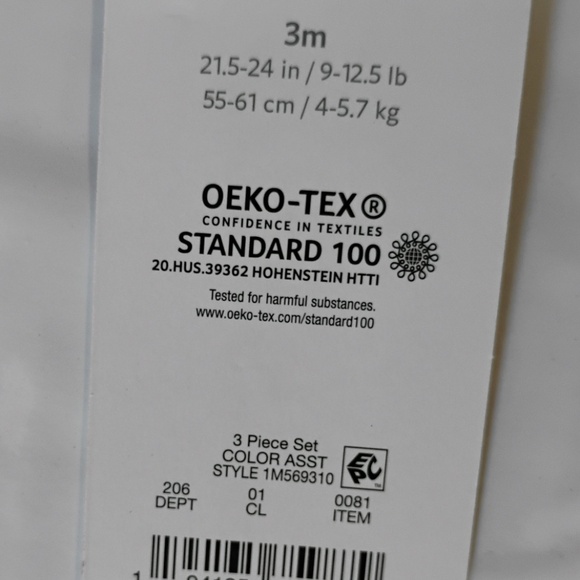 3m
21.5-24 in / 9-12.5 lb
55-61 cm / 4-5.7 kg
OEKO-TEX®
CONFIDENCE IN TEXTILES
STANDARD 100
20.HUS.39362 HOHENSTEIN HTTI
Tested for harmful substances.
www.oeko-tex.com/standard100
3 Piece Set
COLOR ASST
STYLE 1M569310
EPC™
206 01 0081
DEPT CL ITEM